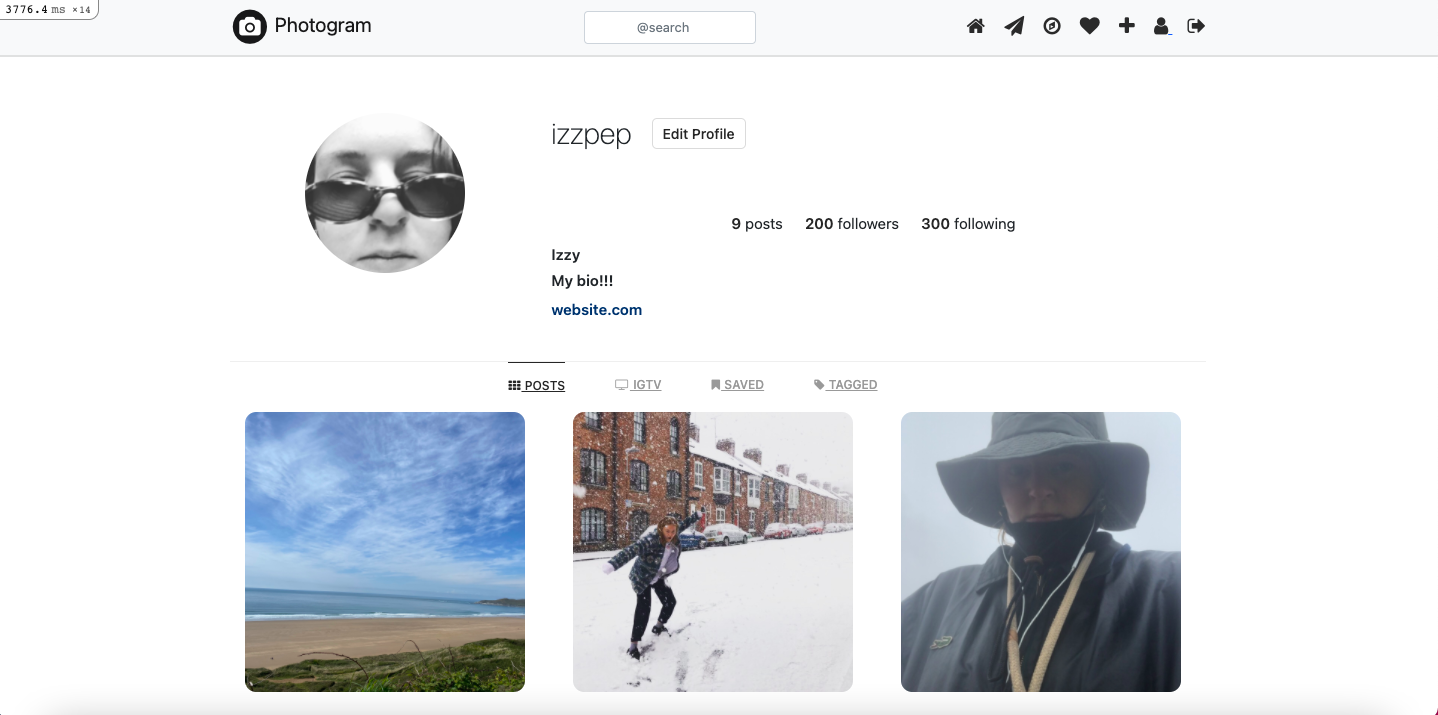 3776.4 ms ×14
Photogram
@search
izzpep
Edit Profile
9 posts 200 followers 300 following
Izzy
My bio!!!
website.com
POSTS IGTV SAVED TAGGED